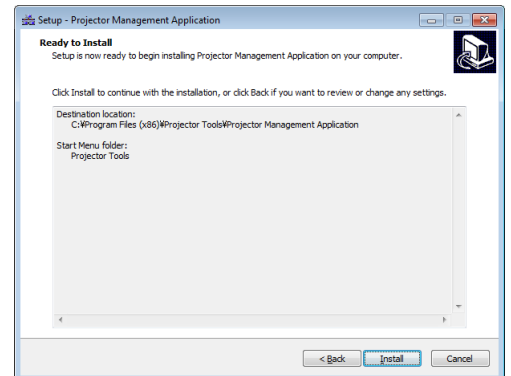 Setup - Projector Management Application
Ready to Install
Setup is now ready to begin installing Projector Management Application on your computer.
Click Install to continue with the installation, or click Back if you want to review or change any settings.
Destination location:
C:¥Program Files (x86)¥Projector Tools¥Projector Management Application
Start Menu folder:
Projector Tools
< Back Install Cancel